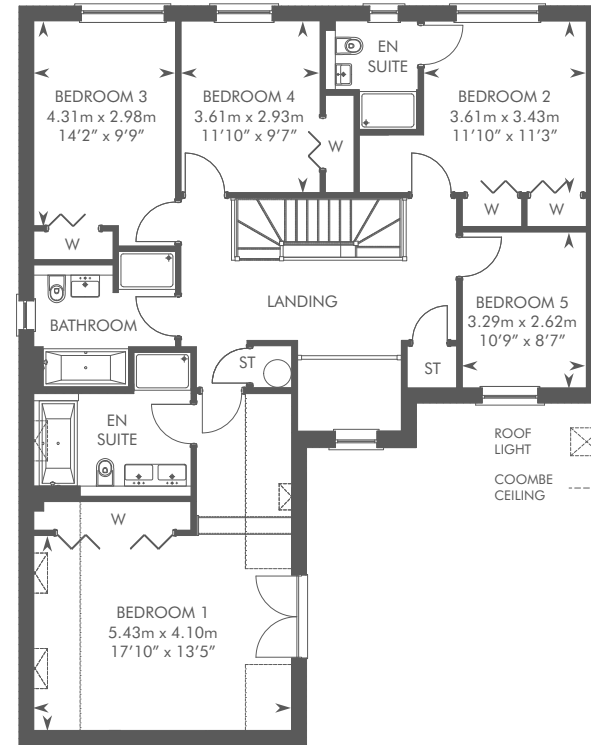 EN
SUITE
BEDROOM 3
4.31m x 2.98m
14’2” x 9’9”
BEDROOM 4
3.61m x 2.93m
11’10” x 9’7”
BEDROOM 2
3.61m x 3.43m
11’10” x 11’3”
W
W
W
W
LANDING
BATHROOM
BEDROOM 5
3.29m x 2.62m
10’9” x 8’7”
ST
ST
EN
SUITE
ROOF
LIGHT
COOMBE
CEILING
W
BEDROOM 1
5.43m x 4.10m
17’10” x 13’5”